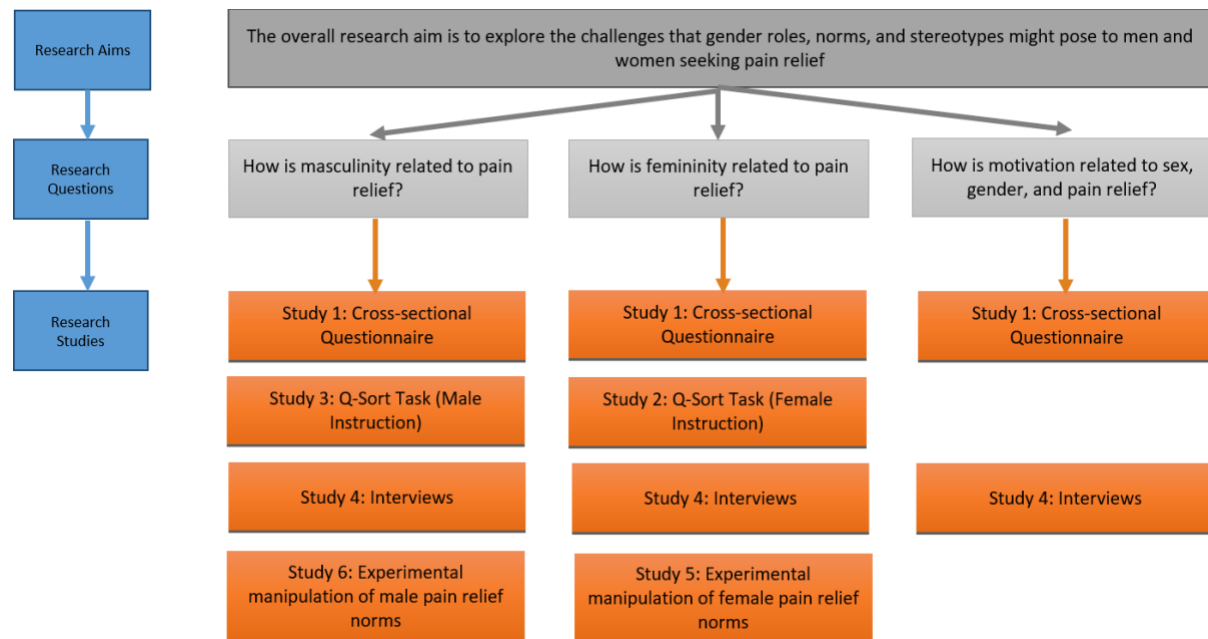 Research Aims
The overall research aim is to explore the challenges that gender roles, norms, and stereotypes might pose to men and
women seeking pain relief
Research
Questions
How is masculinity related to pain
relief?
How is femininity related to pain
relief?
How is motivation related to sex,
gender, and pain relief?
Research
Studies
Study 1: Cross-sectional
Questionnaire
Study 1: Cross-sectional
Questionnaire
Study 1: Cross-sectional
Questionnaire
Study 3: Q-Sort Task (Male
Instruction)
Study 2: Q-Sort Task (Female
Instruction)
Study 4: Interviews
Study 4: Interviews
Study 4: Interviews
Study 6: Experimental
manipulation of male pain relief
norms
Study 5: Experimental
manipulation of female pain relief
norms